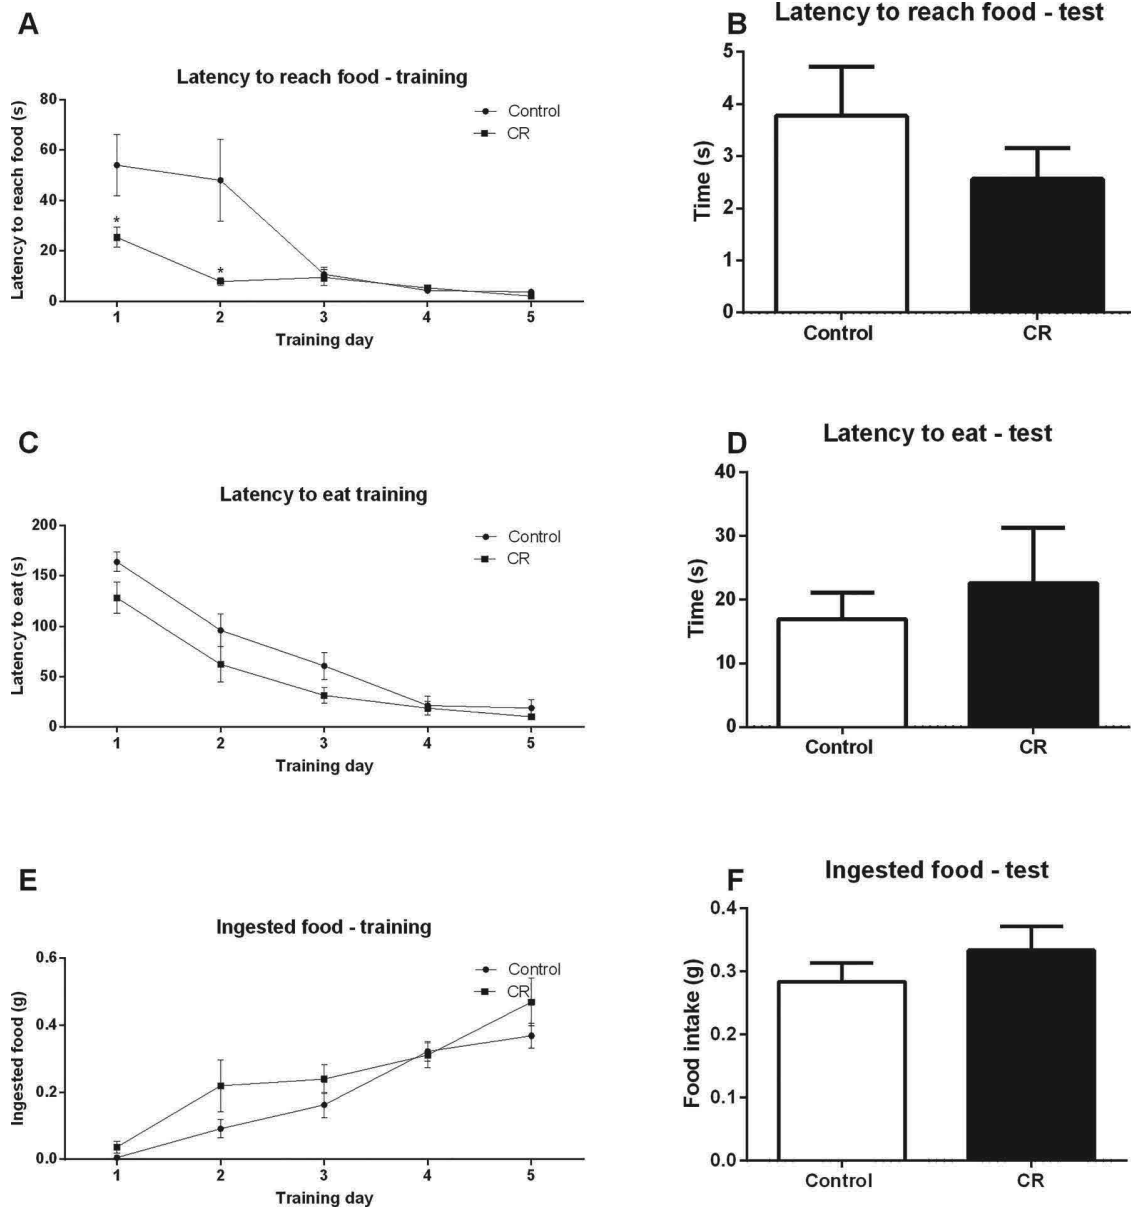 A
Latency to reach food - training
Latency to reach food (s)
80
60
40
20
0
Control
CR
*
*
1 2 3 4 5
Training day
B
Latency to reach food - test
Time (s)
5
4
3
2
1
0
Control CR
C
Latency to eat training
Latency to eat (s)
200
150
100
50
0
Control
CR
1 2 3 4 5
Training day
D
Latency to eat - test
Time (s)
40
30
20
10
0
Control CR
E
Ingested food - training
Ingested food (g)
0.6
0.4
0.2
0.0
Control
CR
1 2 3 4 5
Training day
F
Ingested food - test
Food intake (g)
0.4
0.3
0.2
0.1
0.0
Control CR